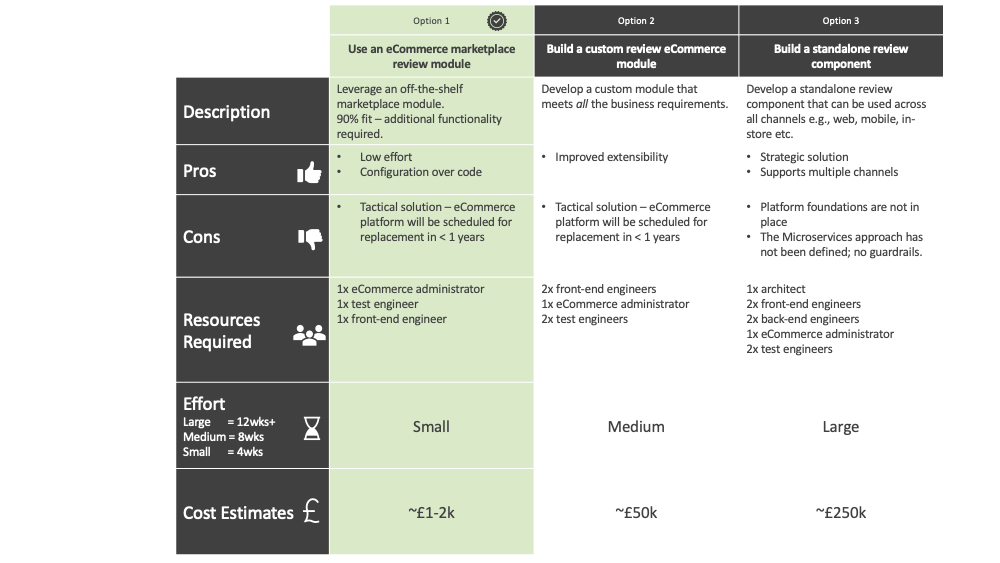 Option 1
Option 2
Option 3
Use an eCommerce marketplace
review module
Build a custom review eCommerce
module
Build a standalone review
component
Description
Leverage an off-the-shelf
marketplace module.
90% fit – additional functionality
required.
Develop a custom module that
meets all the business requirements.
Develop a standalone review
component that can be used across
all channels e.g., web, mobile, in-
store etc.
Pros
• Low effort
• Configuration over code
• Improved extensibility
• Strategic solution
• Supports multiple channels
Cons
• Tactical solution – eCommerce
platform will be scheduled for
replacement in < 1 years
• Tactical solution – eCommerce
platform will be scheduled for
replacement in < 1 years
• Platform foundations are not in
place
• The Microservices approach has
not been defined; no guardrails.
Resources
Required
1x eCommerce administrator
1x test engineer
1x front-end engineer
2x front-end engineers
1x eCommerce administrator
2x test engineers
1x architect
2x front-end engineers
2x back-end engineers
1x eCommerce administrator
2x test engineers
Effort
Large = 12wks+
Medium = 8wks
Small = 4wks
Small
Medium
Large
Cost Estimates £
~£1-2k
~£50k
~£250k